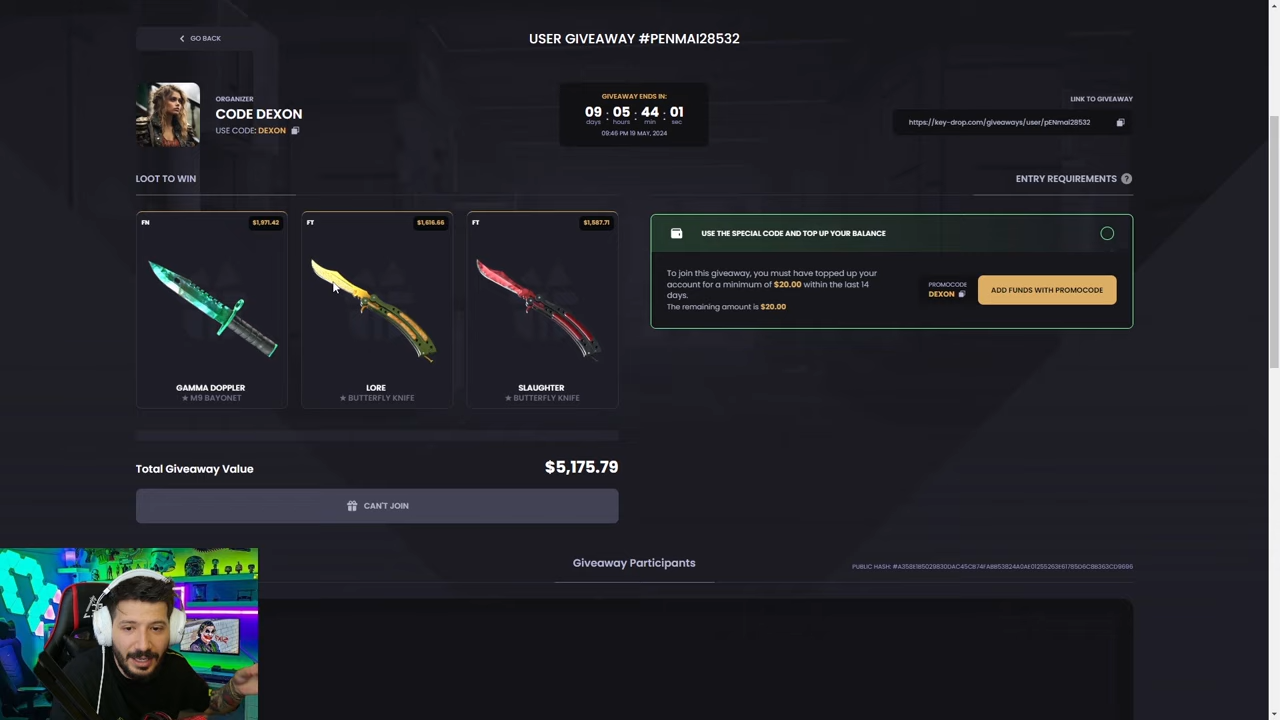 GO BACK
USER GIVEAWAY #PENMAI28532
ORGANIZER
CODE DEXON
USE CODE: DEXON
GIVEAWAY ENDS IN:
09 : 05 : 44 : 01
days hours min sec
09:46 PM 19 MAY, 2024
LINK TO GIVEAWAY
https://key-drop.com/giveaways/user/pENmaI28532
LOOT TO WIN
ENTRY REQUIREMENTS ?
FN $1,971.42
GAMMA DOPPLER
★ M9 BAYONET
FT $1,616.66
LORE
★ BUTTERFLY KNIFE
FT $1,587.71
SLAUGHTER
★ BUTTERFLY KNIFE
USE THE SPECIAL CODE AND TOP UP YOUR BALANCE
To join this giveaway, you must have topped up your
account for a minimum of $20.00 within the last 14
days.
The remaining amount is $20.00
PROMOCODE
DEXON
ADD FUNDS WITH PROMOCODE
Total Giveaway Value $5,175.79
CAN'T JOIN
Giveaway Participants
PUBLIC HASH: